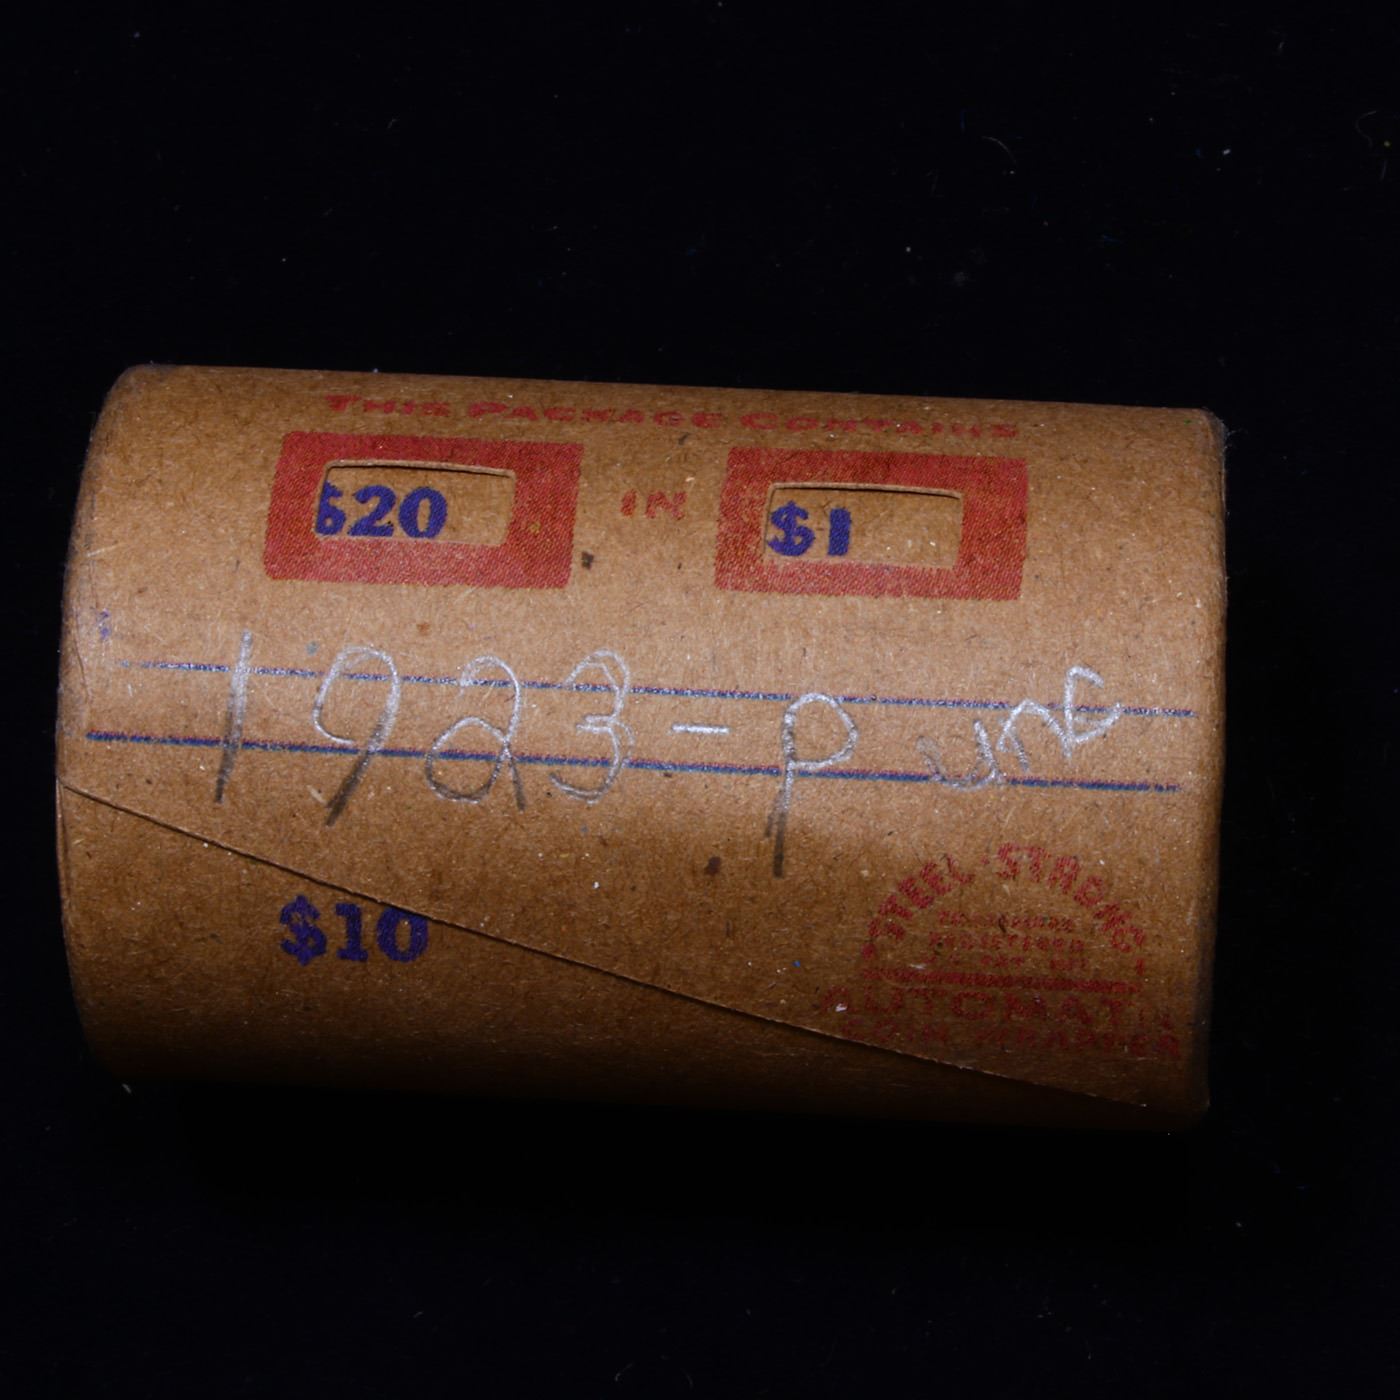 THIS PACKAGE CONTAINS
$20 IN $1
1923-P unc
$10
STEEL-STRONG
AUTOMATIC
COIN WRAPPER